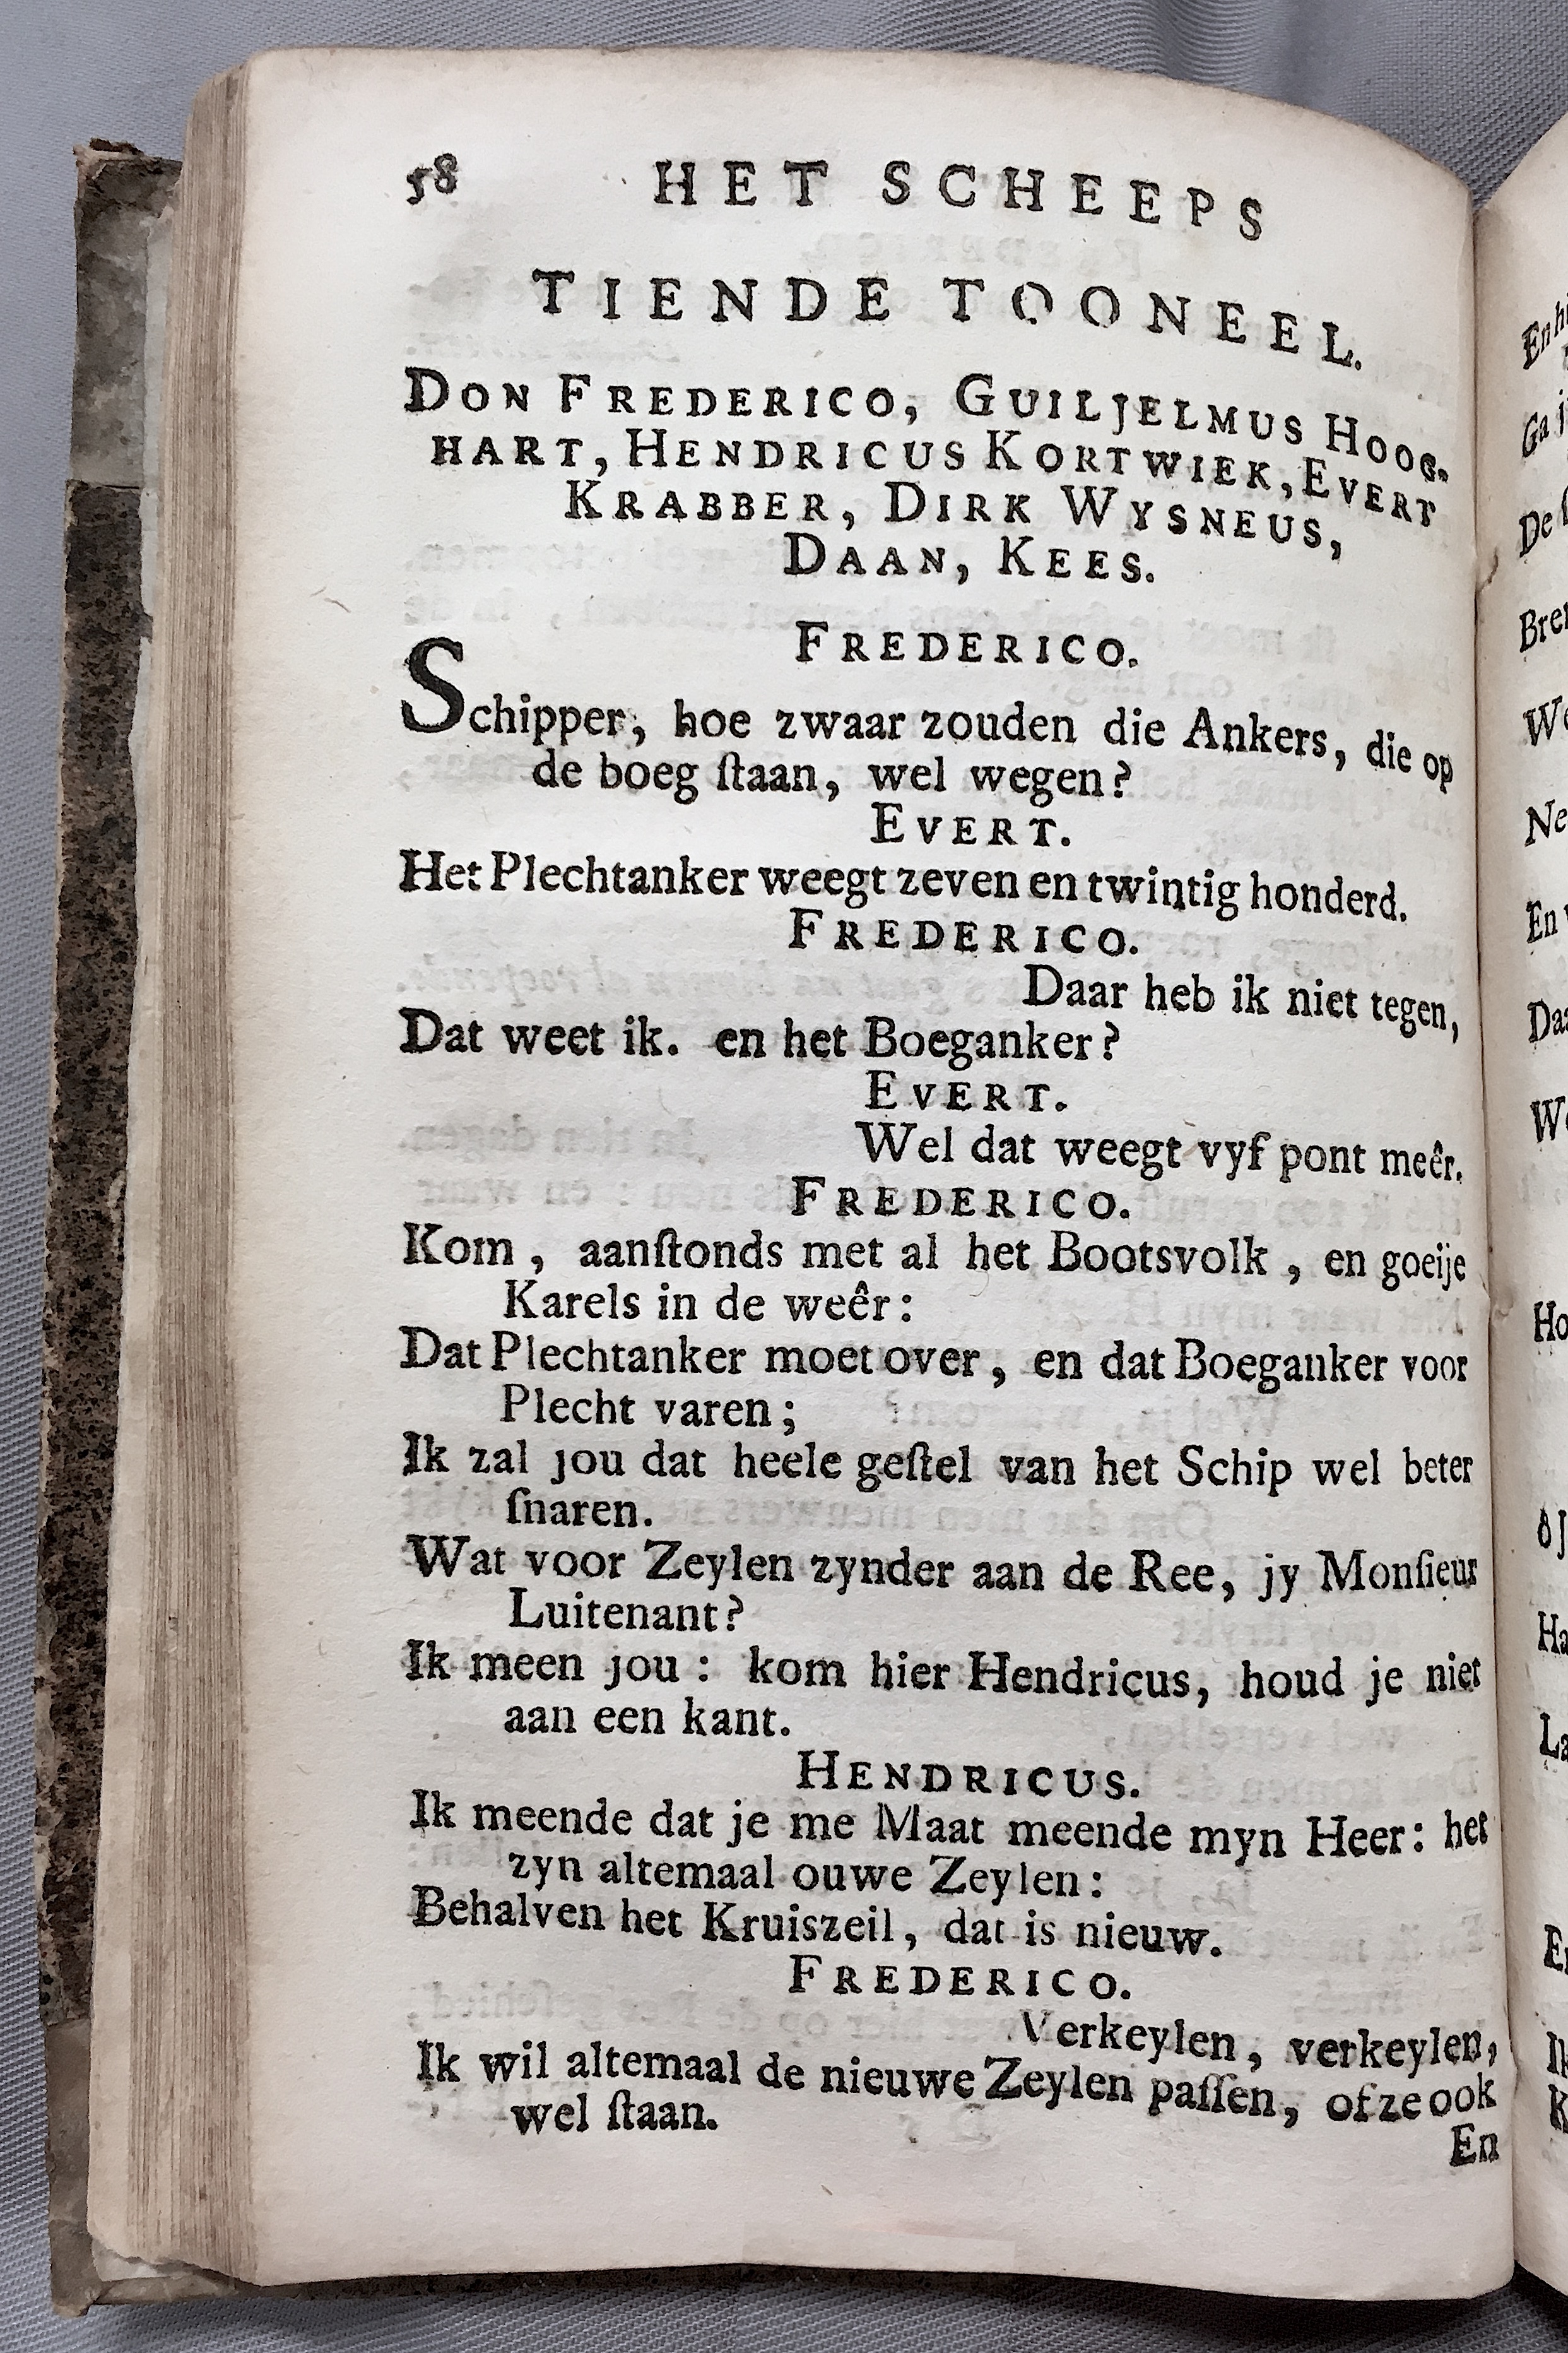 58 HET SCHEEPS
TIENDE TOONEEL.
DON FREDERICO, GUILJELMUS HOOG-
HART, HENDRICUS KORTWIEK, EVERT
KRABBER, DIRK WYSNEUS,
DAAN, KEES.
FREDERICO.
Schipper, hoe zwaar zouden die Ankers, die op
de boeg ſtaan, wel wegen?
EVERT.
Het Plechtanker weegt zeven en twintig honderd.
FREDERICO.
Daar heb ik niet tegen,
Dat weet ik. en het Boeganker?
EVERT.
Wel dat weegt vyf pont meêr.
FREDERICO.
Kom, aanſtonds met al het Bootsvolk, en goeije
Karels in de weêr:
Dat Plechtanker moet over, en dat Boeganker voor
Plecht varen;
Ik zal jou dat heele geſtel van het Schip wel beter
ſnaren.
Wat voor Zeylen zynder aan de Ree, jy Monſieur
Luitenant?
Ik meen jou: kom hier Hendricus, houd je niet
aan een kant.
HENDRICUS.
Ik meende dat je me Maat meende myn Heer: het
zyn altemaal ouwe Zeylen:
Behalven het Kruiszeil, dat is nieuw.
FREDERICO.
Verkeylen, verkeylen,
Ik wil altemaal de nieuwe Zeylen paſſen, of ze ook
wel ſtaan.
En